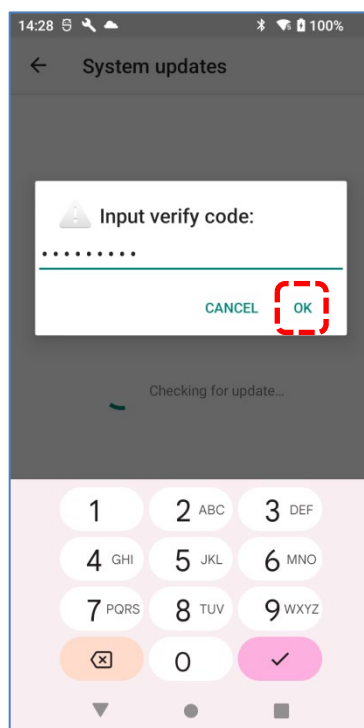 14:28 100%
System updates
Input verify code:
•••••••••
CANCEL OK
Checking for update…
1 2 ABC 3 DEF
4 GHI 5 JKL 6 MNO
7 PQRS 8 TUV 9 WXYZ
0